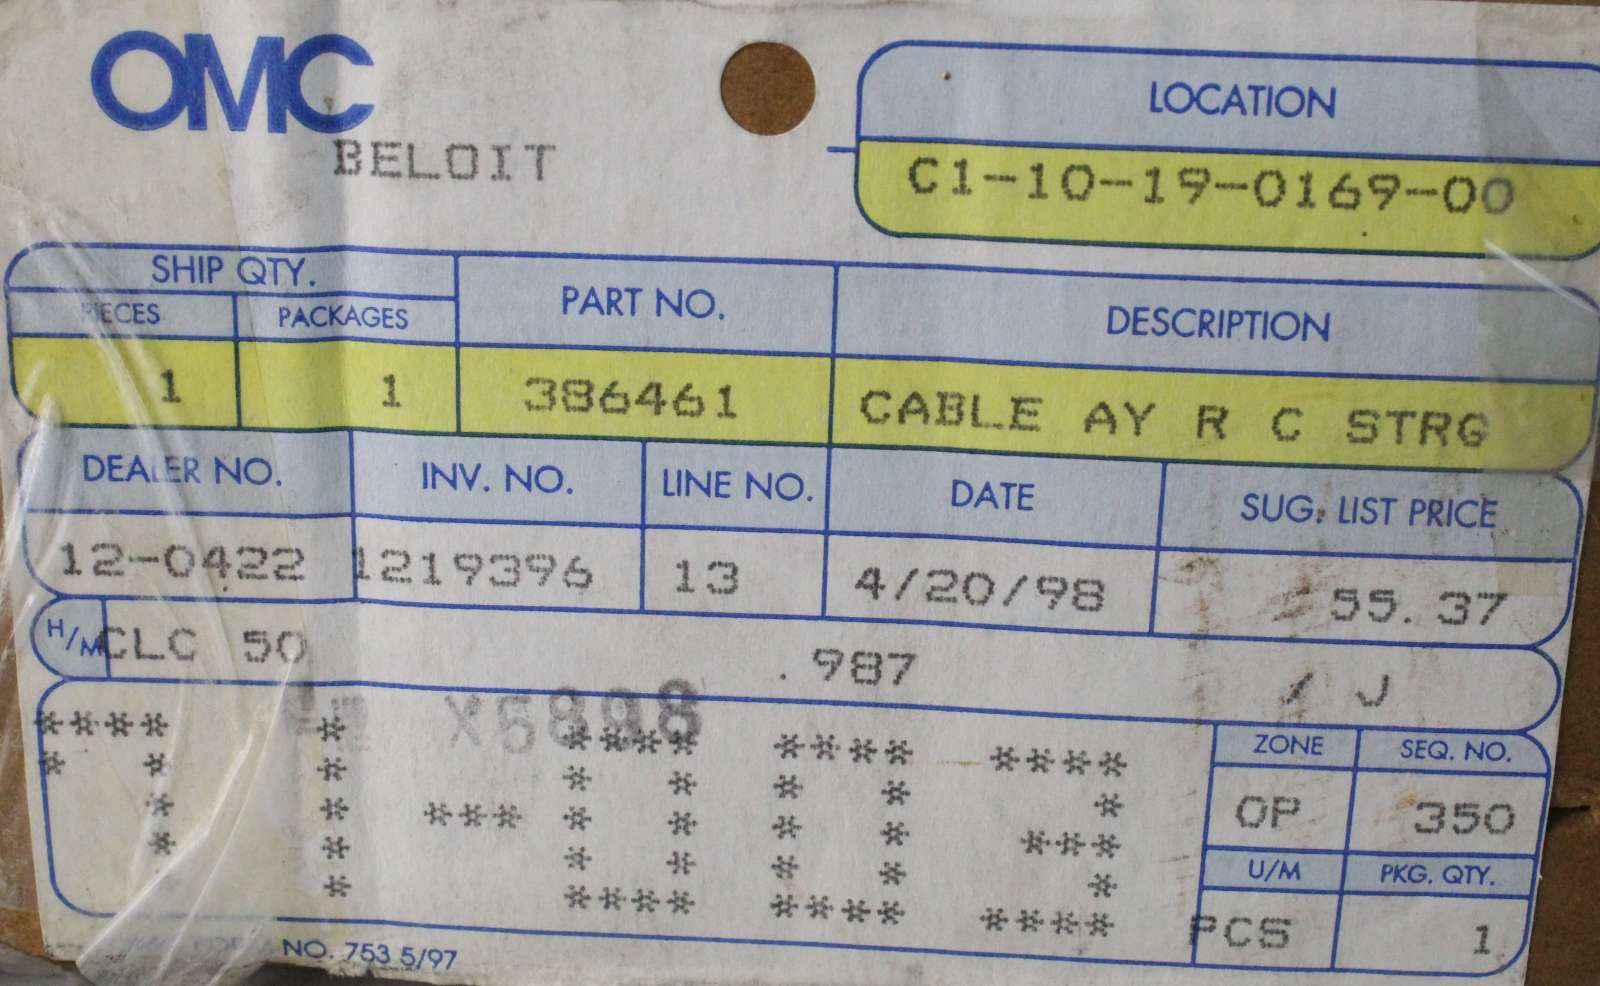 OMC
BELOIT
LOCATION
C1-10-19-0169-00
SHIP QTY.
PIECES PACKAGES PART NO. DESCRIPTION
1 1 386461 CABLE AY R C STRG
DEALER NO. INV. NO. LINE NO. DATE SUG. LIST PRICE
12-0422 1219396 13 4/20/98 55.37
H/M CLC 50 .987 / J
ZONE SEQ. NO.
OP 350
U/M PKG. QTY.
PCS 1
NO. 753 5/97